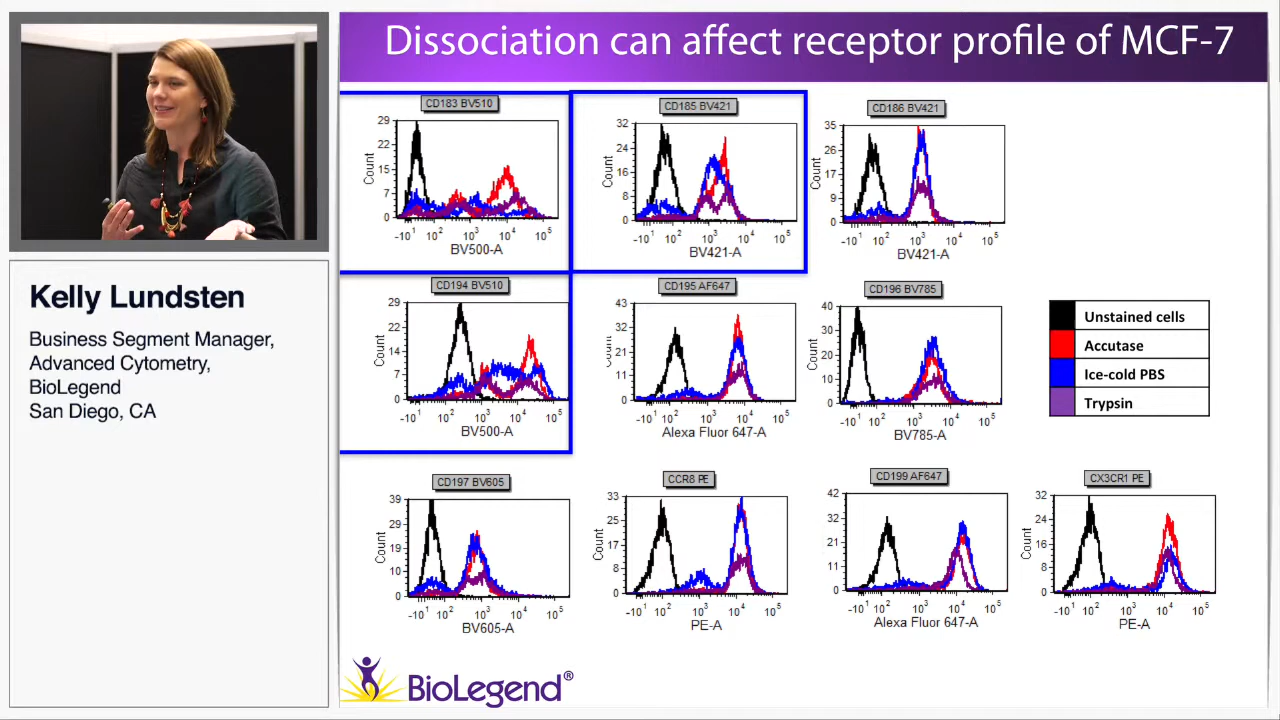 Dissociation can affect receptor profile of MCF-7
Kelly Lundsten
Business Segment Manager,
Advanced Cytometry,
BioLegend
San Diego, CA
CD183 BV510
Count
29
22
15
7
0
-10¹ 10² 10³ 10⁴ 10⁵
BV500-A
CD185 BV421
Count
32
24
16
8
0
-10¹ 10² 10³ 10⁴ 10⁵
BV421-A
CD186 BV421
Count
35
26
17
9
0
-10¹ 10² 10³ 10⁴ 10⁵
BV421-A
CD194 BV510
Count
29
22
14
7
0
-10¹ 10² 10³ 10⁴ 10⁵
BV500-A
CD195 AF647
Count
43
32
21
11
0
-10¹ 10² 10³ 10⁴ 10⁵
Alexa Fluor 647-A
CD196 BV785
Count
40
30
20
10
0
-10¹ 10² 10³ 10⁴ 10⁵
BV785-A
Unstained cells
Accutase
Ice-cold PBS
Trypsin
CD197 BV605
Count
39
29
19
10
0
-10¹ 10² 10³ 10⁴ 10⁵
BV605-A
CCR8 PE
Count
33
25
17
8
0
-10¹ 10² 10³ 10⁴ 10⁵
PE-A
CD199 AF647
Count
42
32
21
11
0
-10¹ 10² 10³ 10⁴ 10⁵
Alexa Fluor 647-A
CX3CR1 PE
Count
32
24
16
8
0
-10¹ 10² 10³ 10⁴ 10⁵
PE-A
BioLegend®